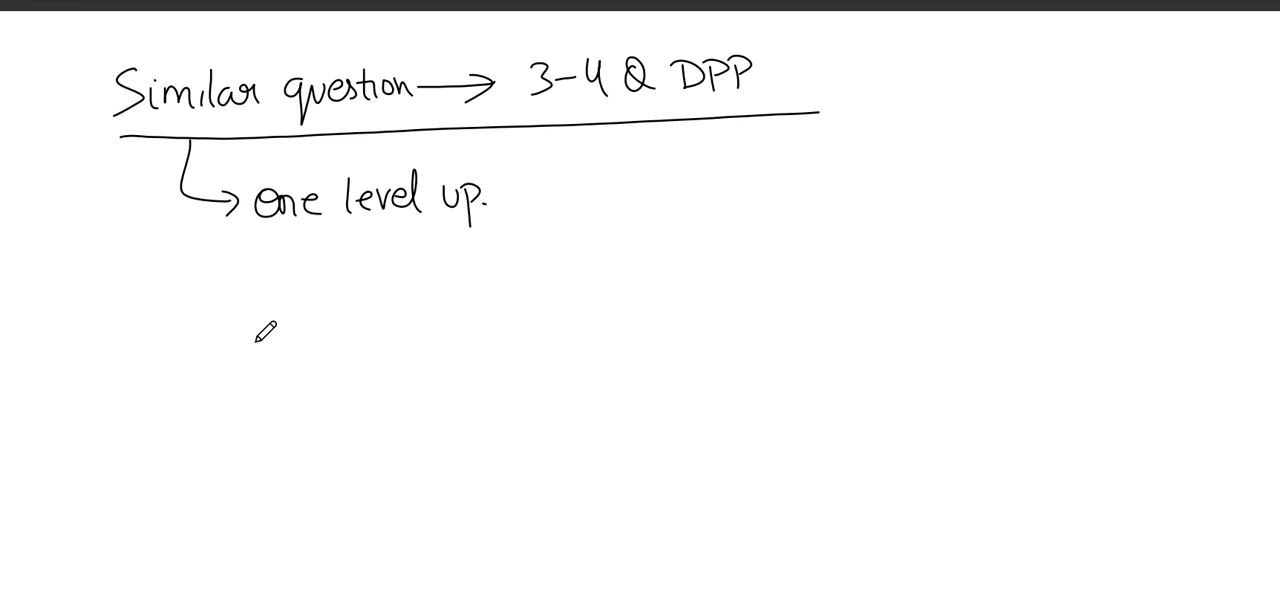 Similar question → 3-4 Q DPP
↳ One level up.